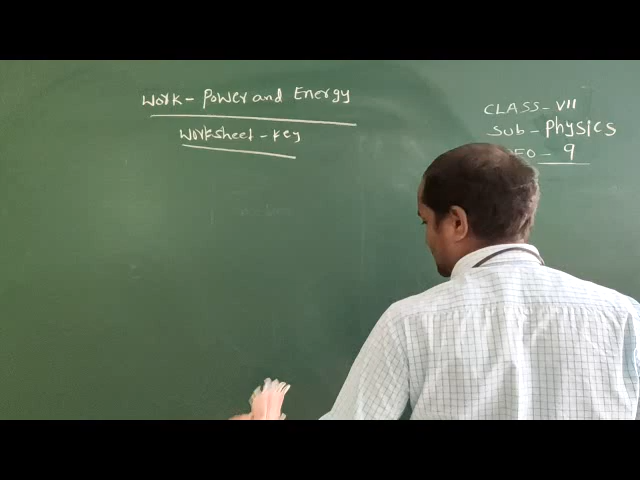 Work - Power and Energy
Worksheet - Key
CLASS - VII
Sub - Physics
- 9